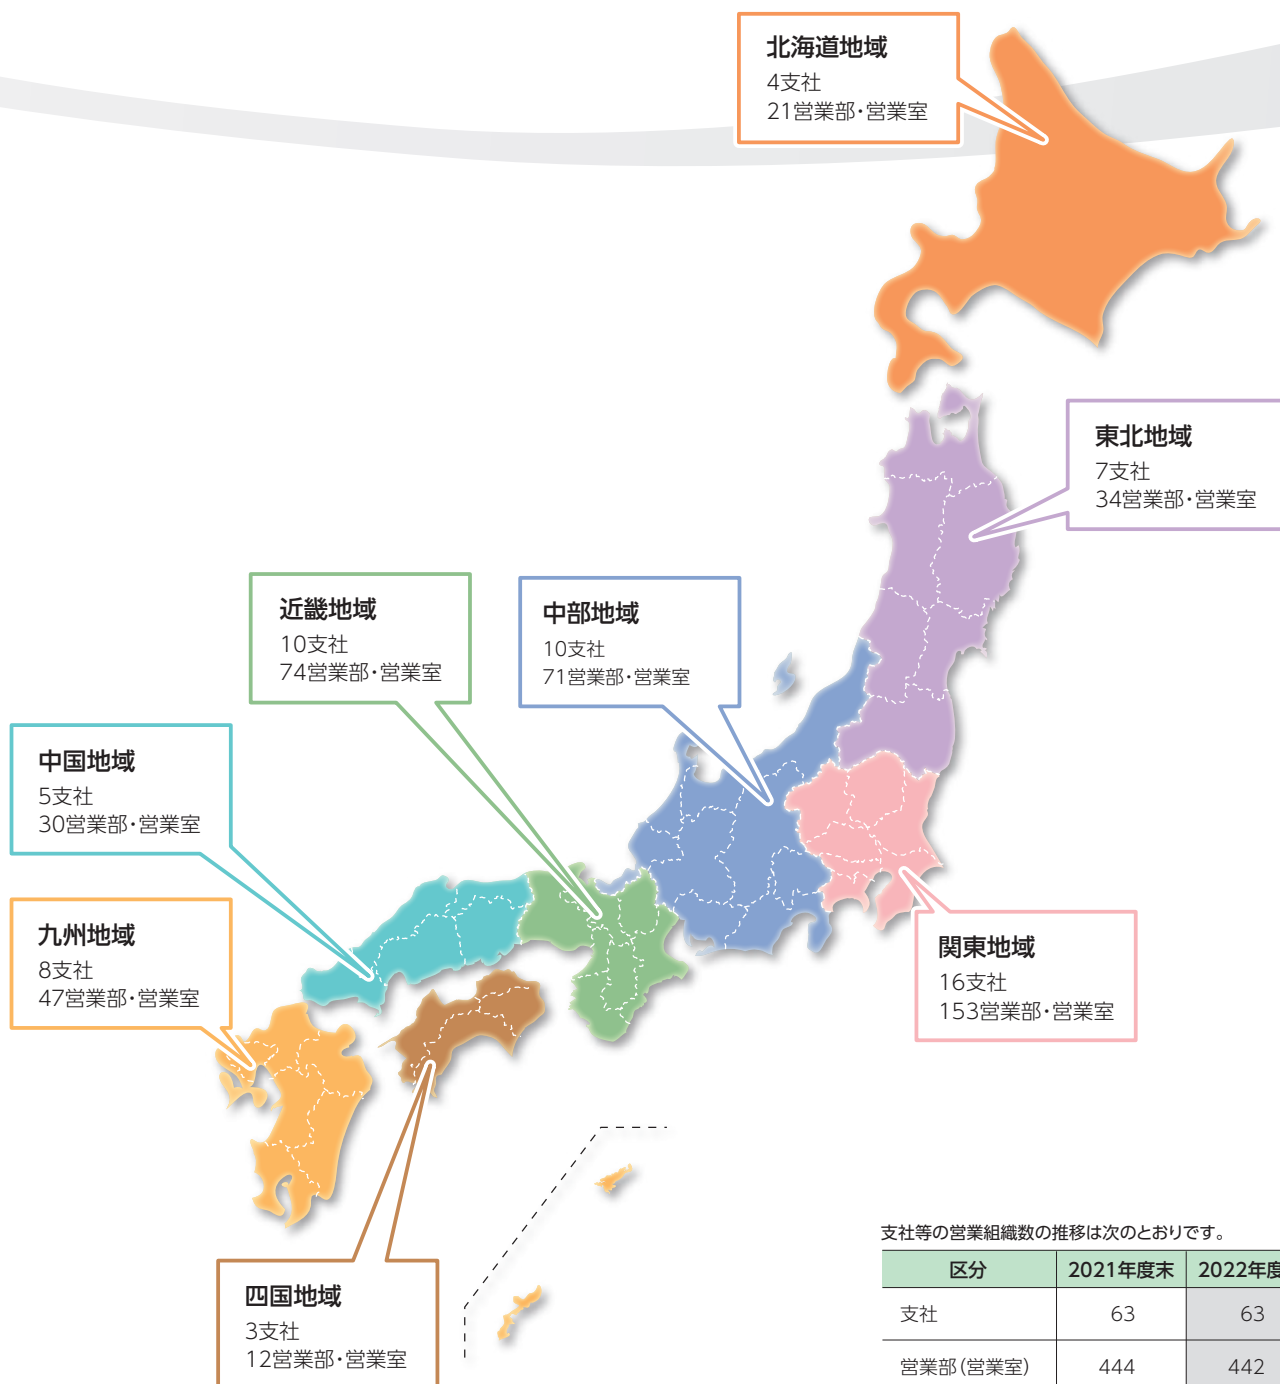 北海道地域
4支社
21営業部・営業室
東北地域
7支社
34営業部・営業室
近畿地域
10支社
74営業部・営業室
中部地域
10支社
71営業部・営業室
中国地域
5支社
30営業部・営業室
九州地域
8支社
47営業部・営業室
関東地域
16支社
153営業部・営業室
四国地域
3支社
12営業部・営業室
支社等の営業組織数の推移は次のとおりです。
区分 2021年度末 2022年度
支社 63 63
営業部(営業室) 444 442